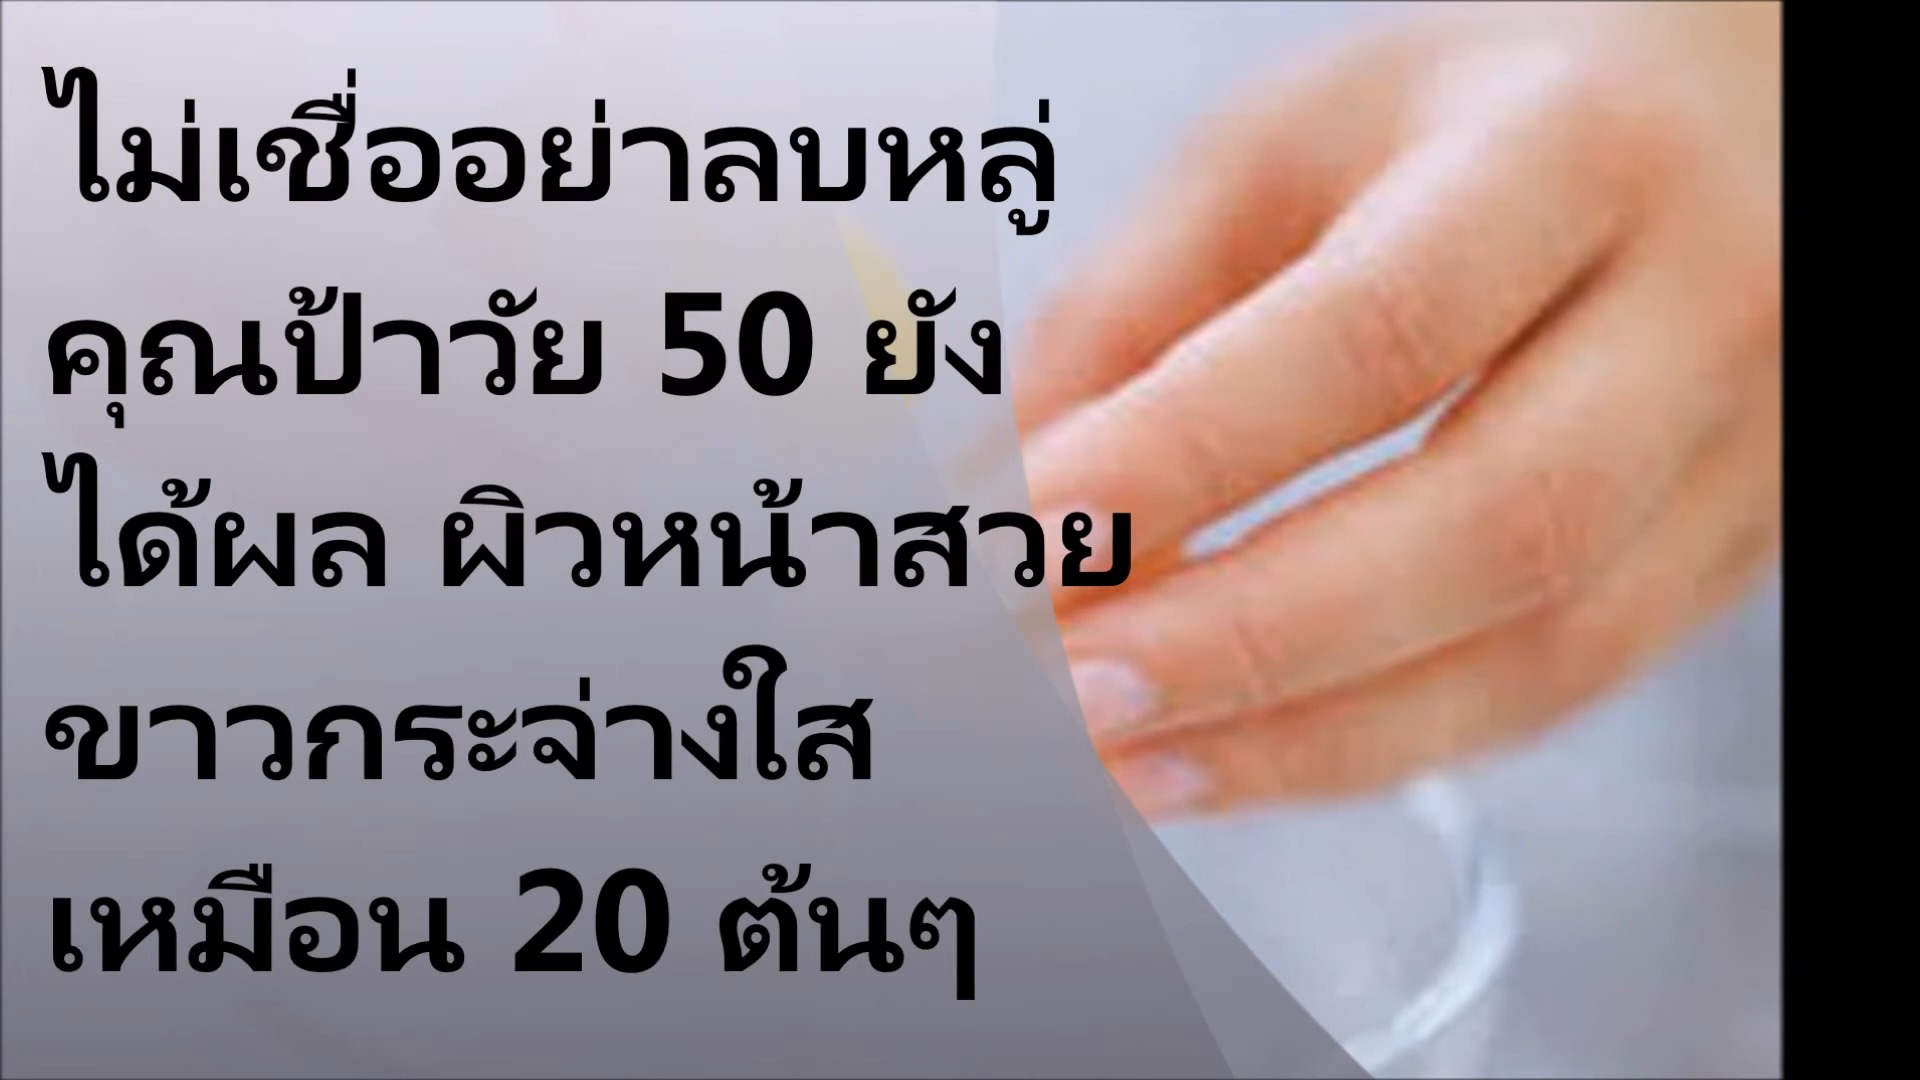 ไม่เชื่ออย่าลบหลู่
คุณป้าวัย 50 ยัง
ได้ผล ผิวหน้าสวย
ขาวกระจ่างใส
เหมือน 20 ต้นๆ